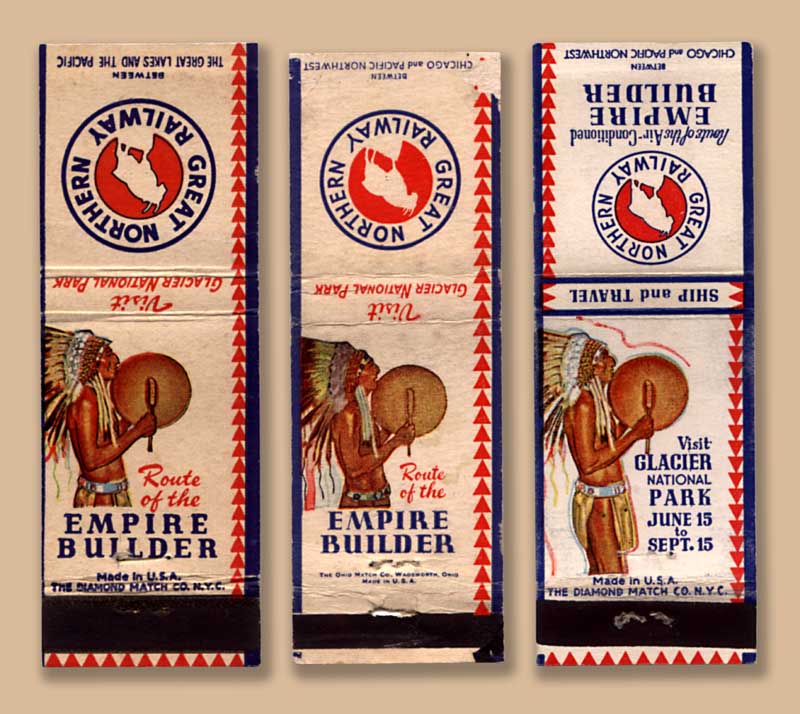 THE GREAT LAKES AND THE PACIFIC
BETWEEN
GREAT NORTHERN
RAILWAY
GLACIER NATIONAL PARK
Visit
Route
of the
EMPIRE
BUILDER
Made in U.S.A.
THE DIAMOND MATCH CO. N.Y.C.
CHICAGO and PACIFIC NORTHWEST
BETWEEN
GREAT NORTHERN
RAILWAY
GLACIER NATIONAL PARK
Visit
Route
of the
EMPIRE
BUILDER
THE OHIO MATCH CO. WADSWORTH, OHIO
MADE IN U.S.A.
CHICAGO and PACIFIC NORTHWEST
BETWEEN
EMPIRE
BUILDER
Route of the Air-Conditioned
GREAT NORTHERN
RAILWAY
SHIP and TRAVEL
Visit
GLACIER
NATIONAL
PARK
JUNE 15
to
SEPT. 15
Made in U.S.A.
THE DIAMOND MATCH CO. N.Y.C.